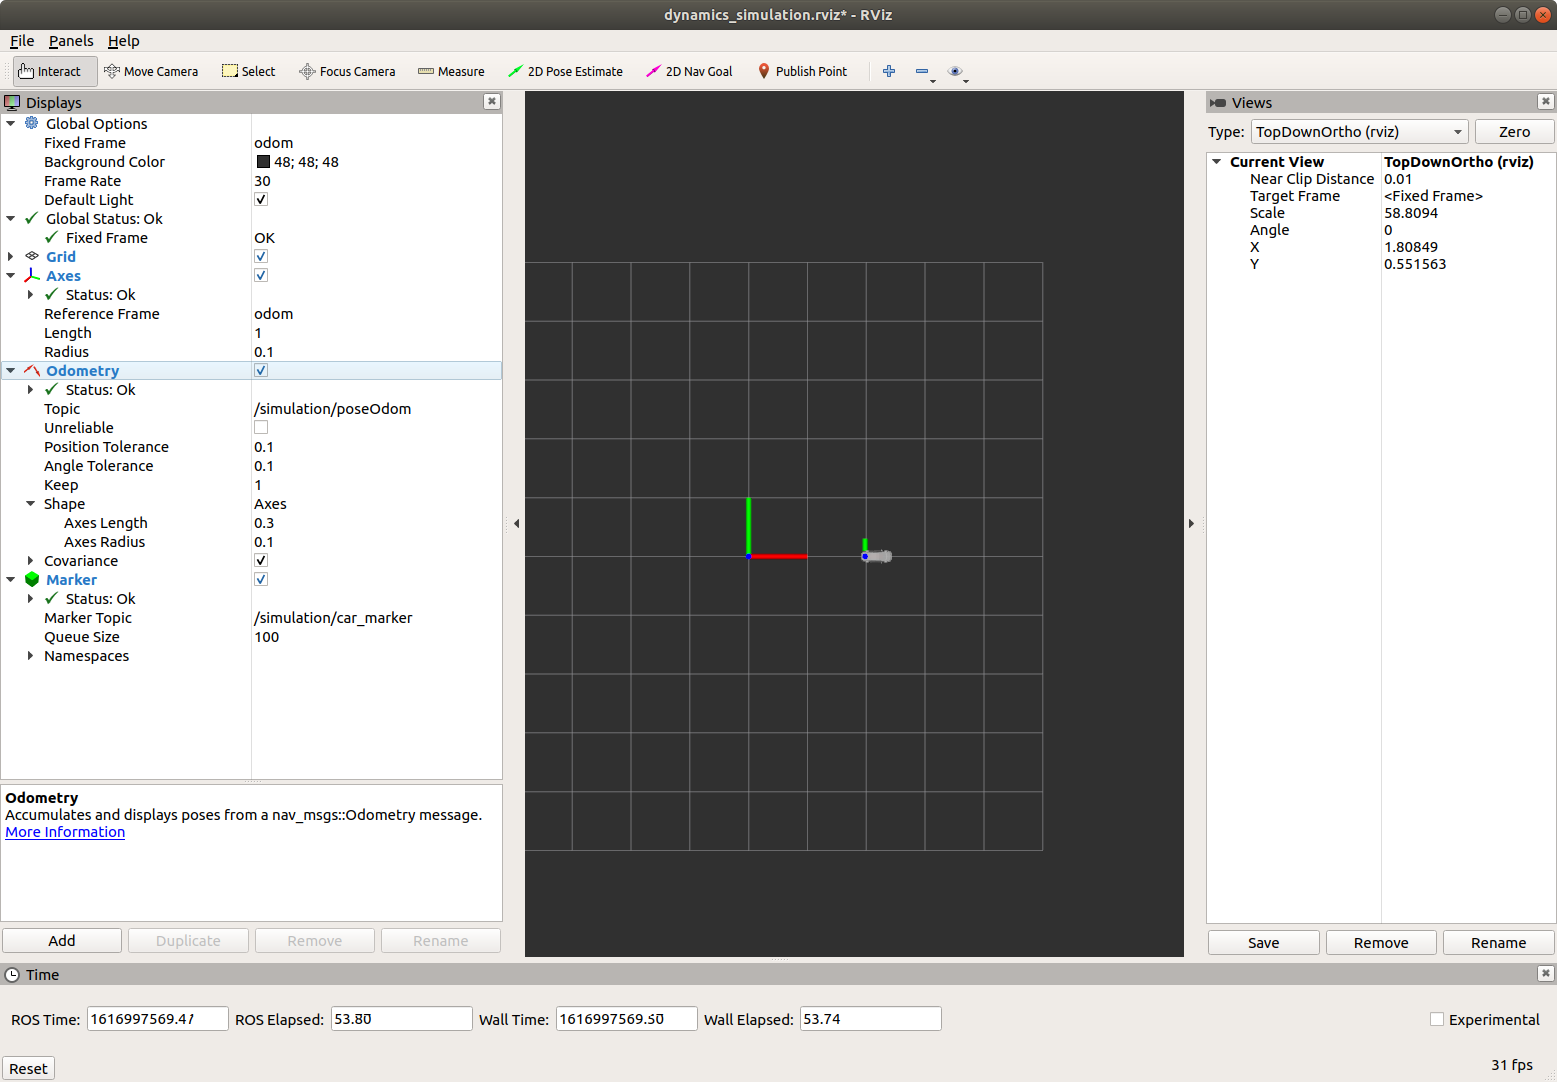 dynamics_simulation.rviz* - RViz
File Panels Help
Interact Move Camera Select Focus Camera Measure 2D Pose Estimate 2D Nav Goal Publish Point
Displays
Global Options
Fixed Frame odom
Background Color 48; 48; 48
Frame Rate 30
Default Light
Global Status: Ok
Fixed Frame OK
Grid
Axes
Status: Ok
Reference Frame odom
Length 1
Radius 0.1
Odometry
Status: Ok
Topic /simulation/poseOdom
Unreliable
Position Tolerance 0.1
Angle Tolerance 0.1
Keep 1
Shape Axes
Axes Length 0.3
Axes Radius 0.1
Covariance
Marker
Status: Ok
Marker Topic /simulation/car_marker
Queue Size 100
Namespaces
Odometry
Accumulates and displays poses from a nav_msgs::Odometry message.
More Information
Add Duplicate Remove Rename
Views
Type: TopDownOrtho (rviz) Zero
Current View TopDownOrtho (rviz)
Near Clip Distance 0.01
Target Frame <Fixed Frame>
Scale 58.8094
Angle 0
X 1.80849
Y 0.551563
Save Remove Rename
Time
ROS Time: 1616997569.47 ROS Elapsed: 53.80 Wall Time: 1616997569.50 Wall Elapsed: 53.74 Experimental
Reset 31 fps